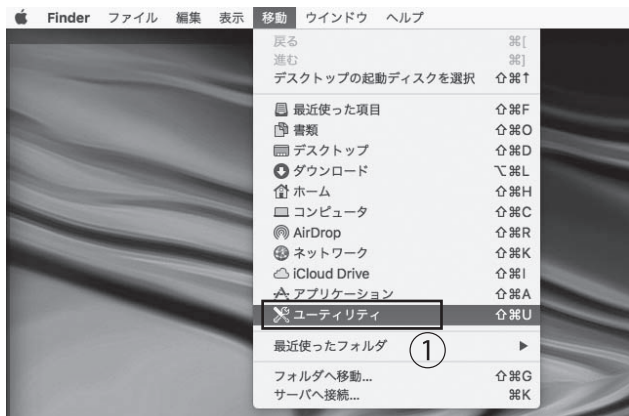 Finder ファイル 編集 表示 移動 ウインドウ ヘルプ
戻る ⌘[
進む ⌘]
デスクトップの起動ディスクを選択 ⇧⌘↑
最近使った項目 ⇧⌘F
書類 ⇧⌘O
デスクトップ ⇧⌘D
ダウンロード ⌥⌘L
ホーム ⇧⌘H
コンピュータ ⇧⌘C
AirDrop ⇧⌘R
ネットワーク ⇧⌘K
iCloud Drive ⇧⌘I
アプリケーション ⇧⌘A
ユーティリティ ⇧⌘U
最近使ったフォルダ ▶
①
フォルダへ移動... ⇧⌘G
サーバへ接続... ⌘K